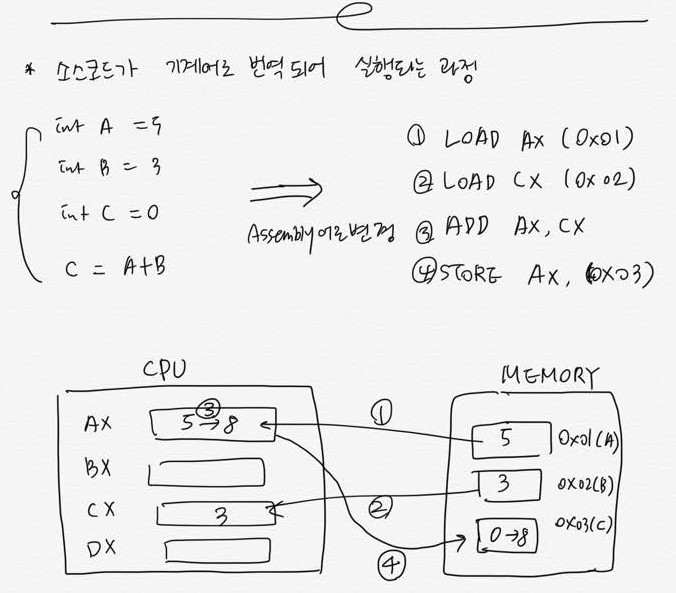 * 소스코드가 기계어로 번역되어 실행되는 과정
int A = 5
int B = 3
int C = 0
C = A+B
Assembly어로변경
① LOAD AX (0x01)
② LOAD CX (0x02)
③ ADD AX, CX
④ STORE AX, (0x03)
CPU
AX 5→8 ③
BX
CX 3
DX
①
②
④
MEMORY
5 0x01(A)
3 0x02(B)
0→8 0x03(C)